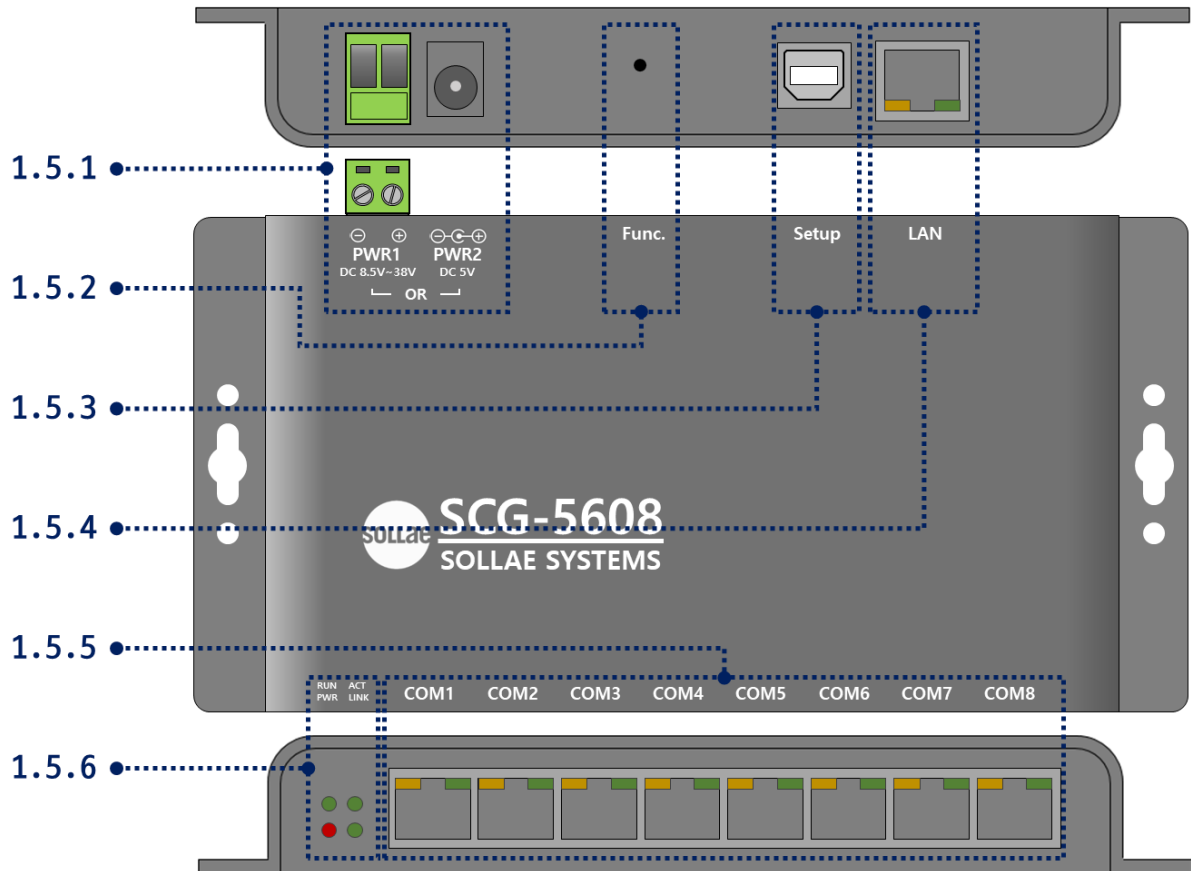 1.5.1
Func. Setup LAN
PWR1 PWR2
DC 8.5V~38V DC 5V
OR
1.5.2
1.5.3
1.5.4
SOLLAE SCG-5608
SOLLAE SYSTEMS
1.5.5
RUN ACT
PWR LINK
COM1 COM2 COM3 COM4 COM5 COM6 COM7 COM8
1.5.6